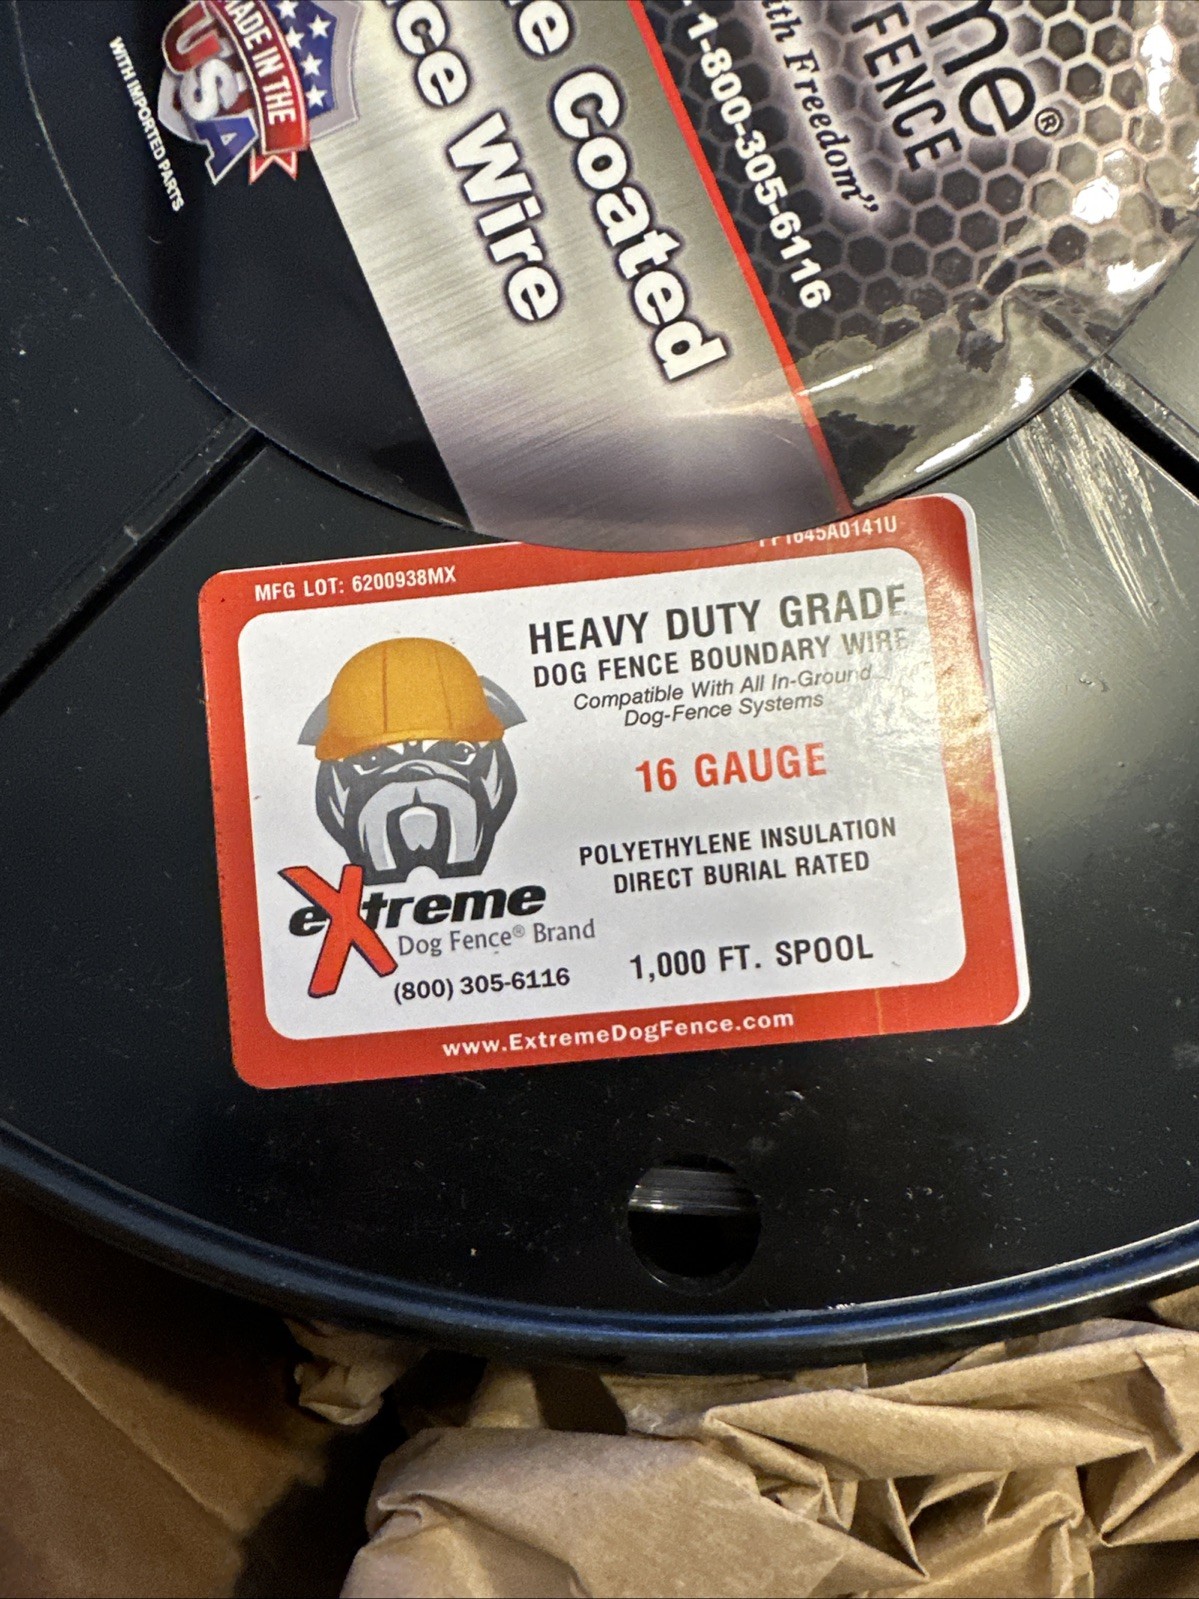 MADE IN THE
USA
WITH IMPORTED PARTS
Coated
Wire
1-800-305-6116
Freedom"
®
FENCE
MFG LOT: 6200938MX
HEAVY DUTY GRADE
DOG FENCE BOUNDARY WIRE
Compatible With All In-Ground
Dog-Fence Systems
16 GAUGE
POLYETHYLENE INSULATION
DIRECT BURIAL RATED
1,000 FT. SPOOL
extreme
Dog Fence® Brand
(800) 305-6116
www.ExtremeDogFence.com